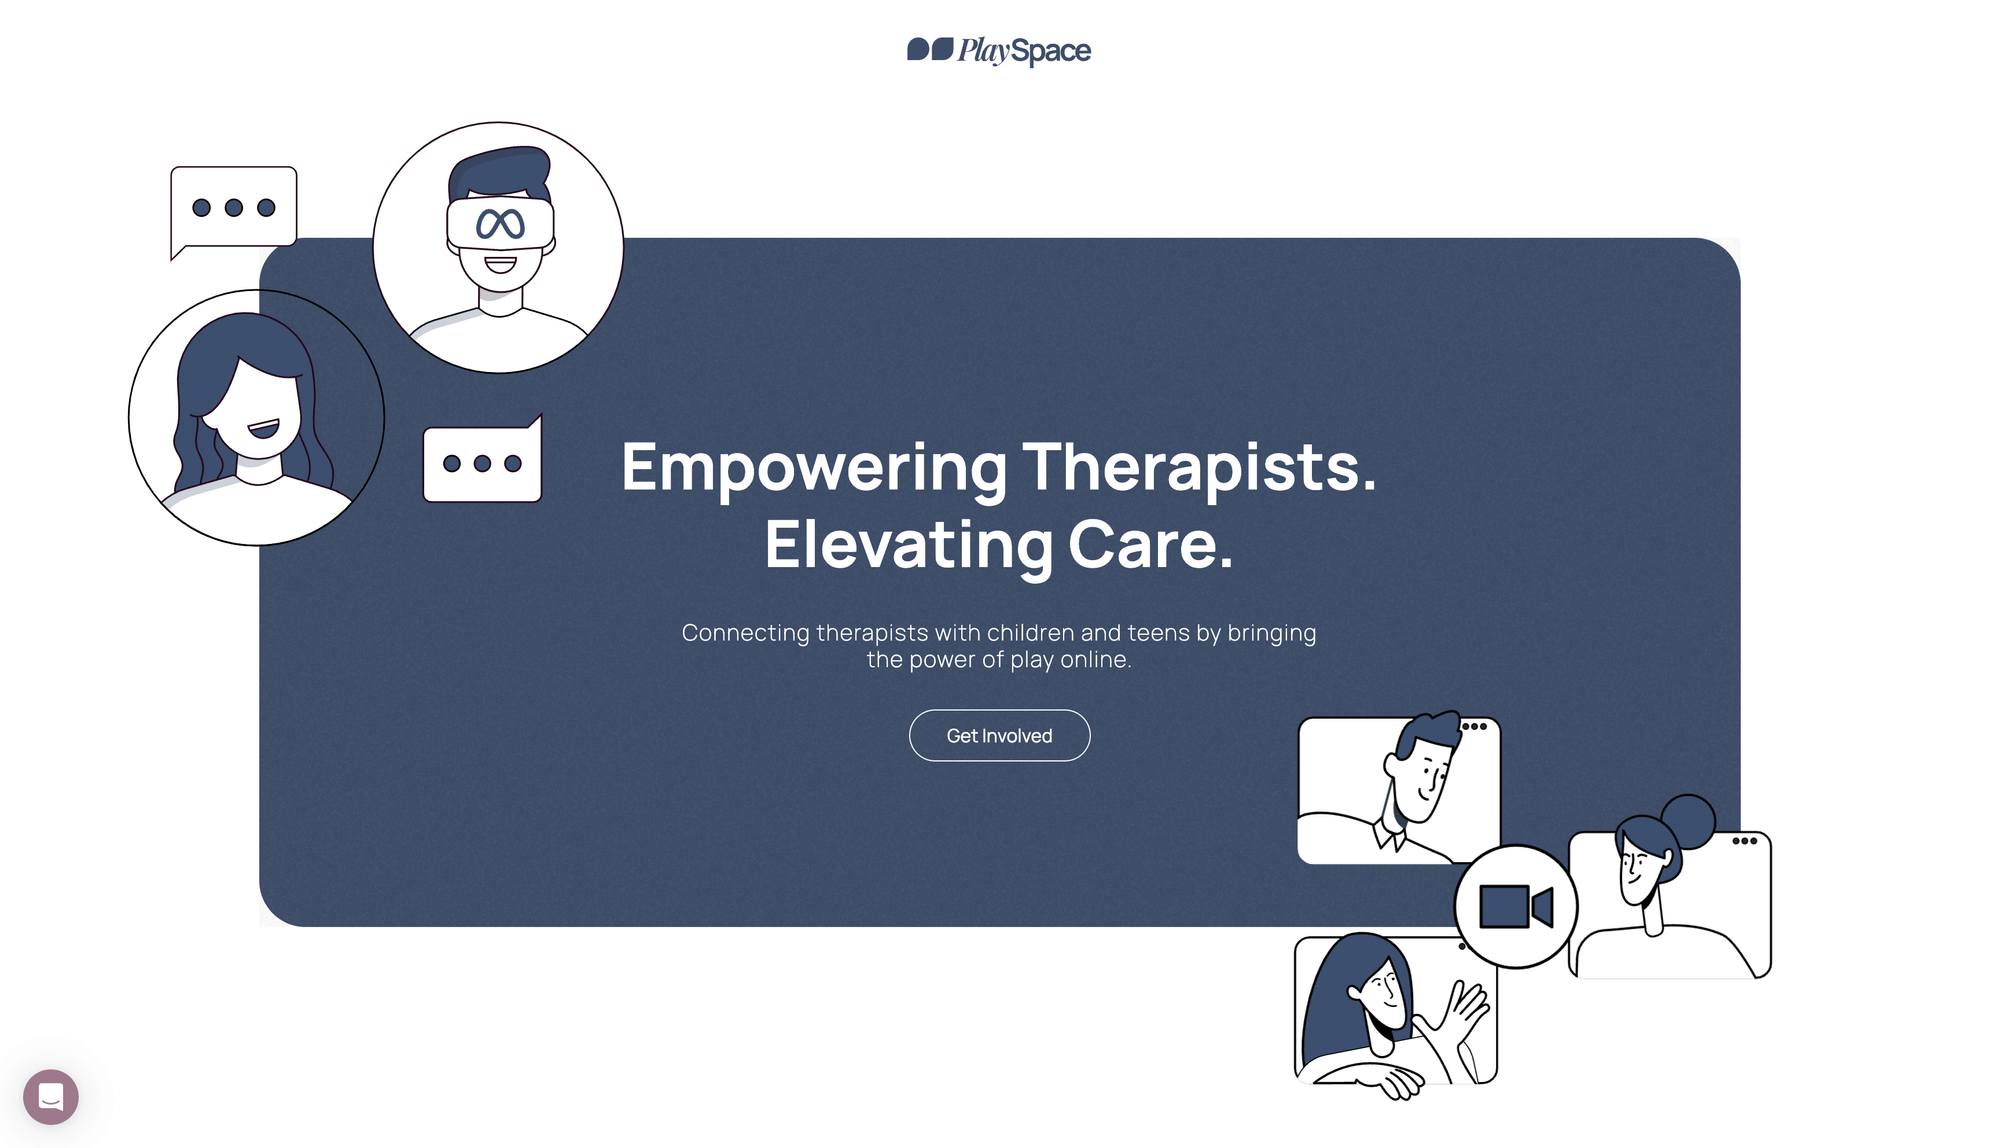 PlaySpace
Empowering Therapists.
Elevating Care.
Connecting therapists with children and teens by bringing
the power of play online.
Get Involved